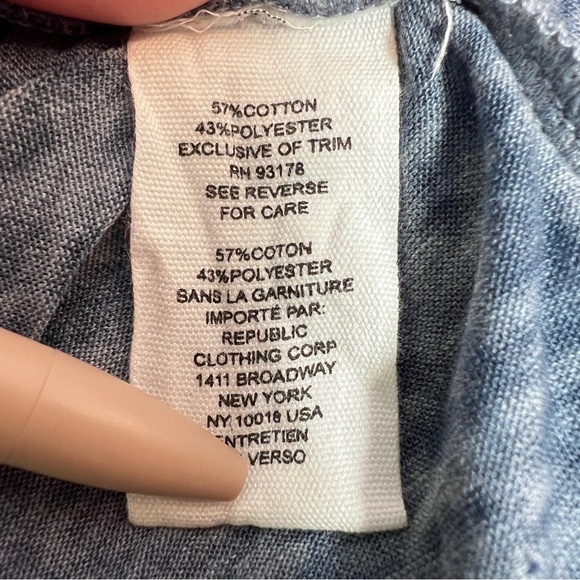 57%COTTON
43%POLYESTER
EXCLUSIVE OF TRIM
RN 93178
SEE REVERSE
FOR CARE
57%COTON
43%POLYESTER
SANS LA GARNITURE
IMPORTÉ PAR:
REPUBLIC
CLOTHING CORP
1411 BROADWAY
NEW YORK
NY 10018 USA
ENTRETIEN
VERSO